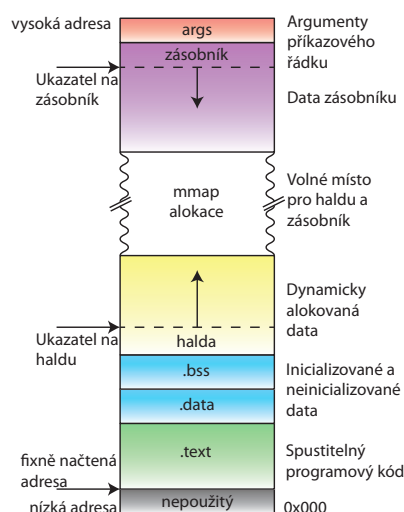 vysoká adresa
args
Argumenty
příkazového
řádku
zásobník
Ukazatel na
zásobník
Data zásobníku
mmap
alokace
Volné místo
pro haldu a
zásobník
Dynamicky
alokovaná
data
Ukazatel na
haldu
halda
.bss
Inicializované a
neinicializované
data
.data
.text
Spustitelný
programový kód
fixně načtená
adresa
nízká adresa
nepoužitý
0x000